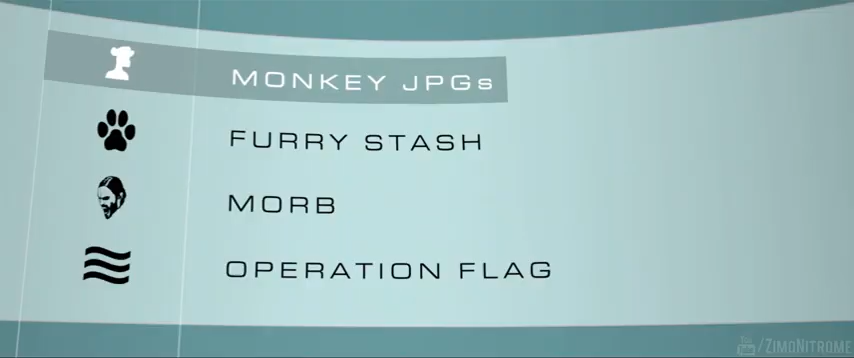 MONKEY JPGs
FURRY STASH
MORB
OPERATION FLAG
/ZIMONITROME